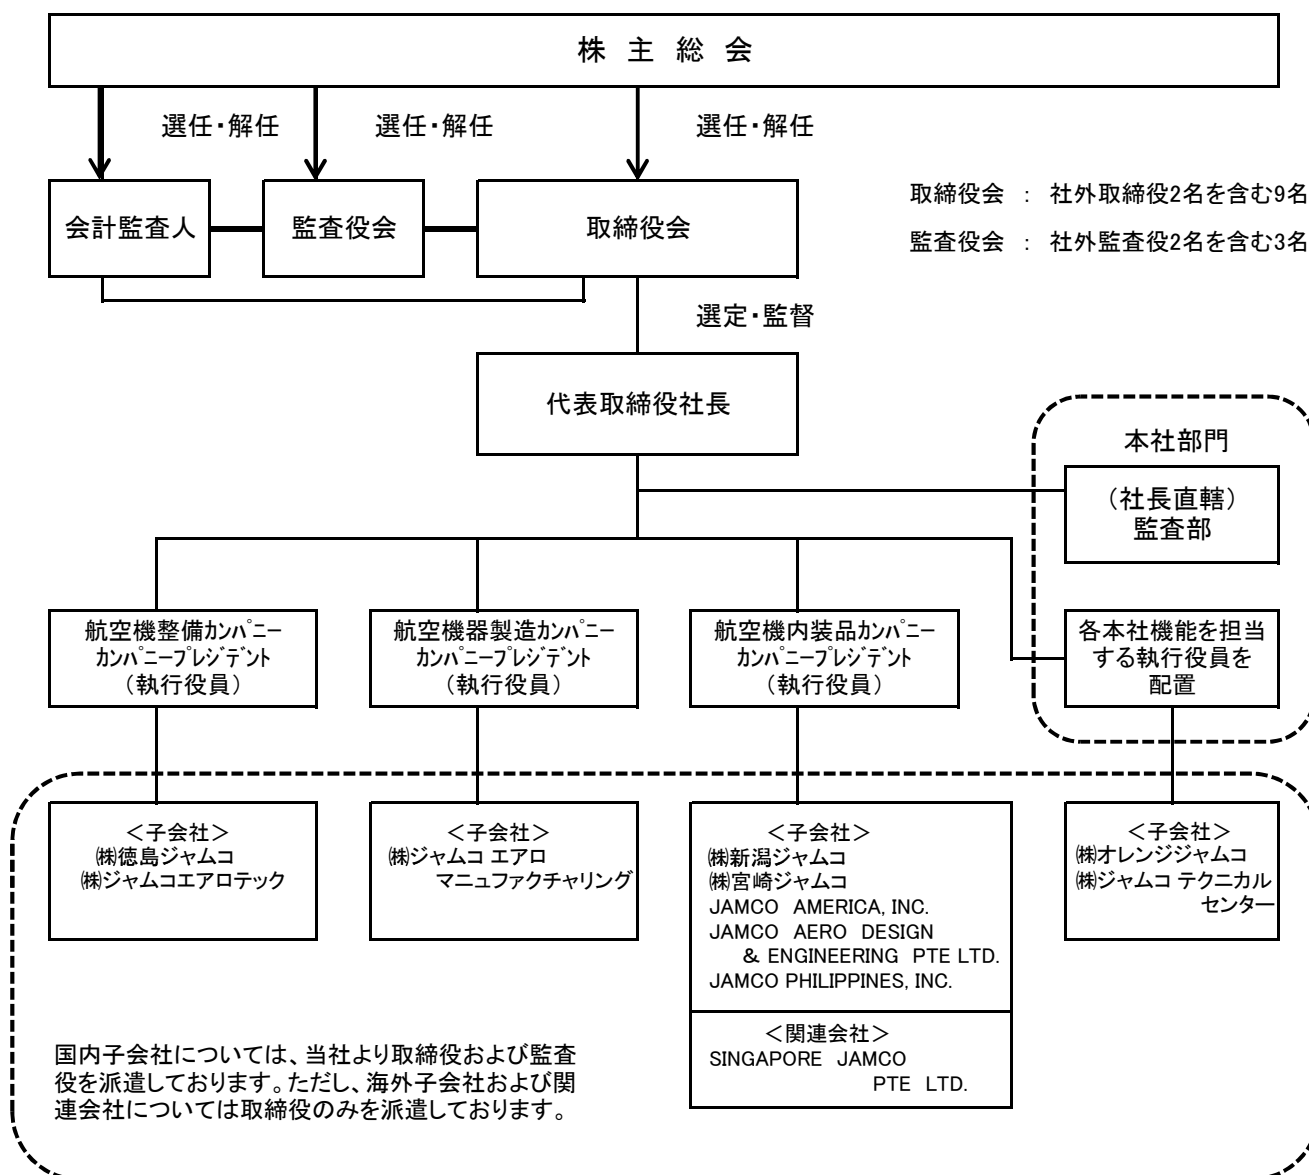 株 主 総 会
選任・解任
選任・解任
選任・解任
会計監査人
監査役会
取締役会
取締役会 : 社外取締役2名を含む9名
監査役会 : 社外監査役2名を含む3名
選定・監督
代表取締役社長
本社部門
(社長直轄)
監査部
航空機整備ｶﾝﾊﾟﾆｰ
ｶﾝﾊﾟﾆｰﾌﾟﾚｼﾞﾃﾞﾝﾄ
(執行役員)
航空機器製造ｶﾝﾊﾟﾆｰ
ｶﾝﾊﾟﾆｰﾌﾟﾚｼﾞﾃﾞﾝﾄ
(執行役員)
航空機内装品ｶﾝﾊﾟﾆｰ
ｶﾝﾊﾟﾆｰﾌﾟﾚｼﾞﾃﾞﾝﾄ
(執行役員)
各本社機能を担当
する執行役員を
配置
<子会社>
㈱徳島ジャムコ
㈱ジャムコエアロテック
<子会社>
㈱ジャムコ エアロ
マニュファクチャリング
<子会社>
㈱新潟ジャムコ
㈱宮崎ジャムコ
JAMCO AMERICA, INC.
JAMCO AERO DESIGN
& ENGINEERING PTE LTD.
JAMCO PHILIPPINES, INC.
<関連会社>
SINGAPORE JAMCO
PTE LTD.
<子会社>
㈱オレンジジャムコ
㈱ジャムコ テクニカル
センター
国内子会社については、当社より取締役および監査
役を派遣しております。ただし、海外子会社および関
連会社については取締役のみを派遣しております。